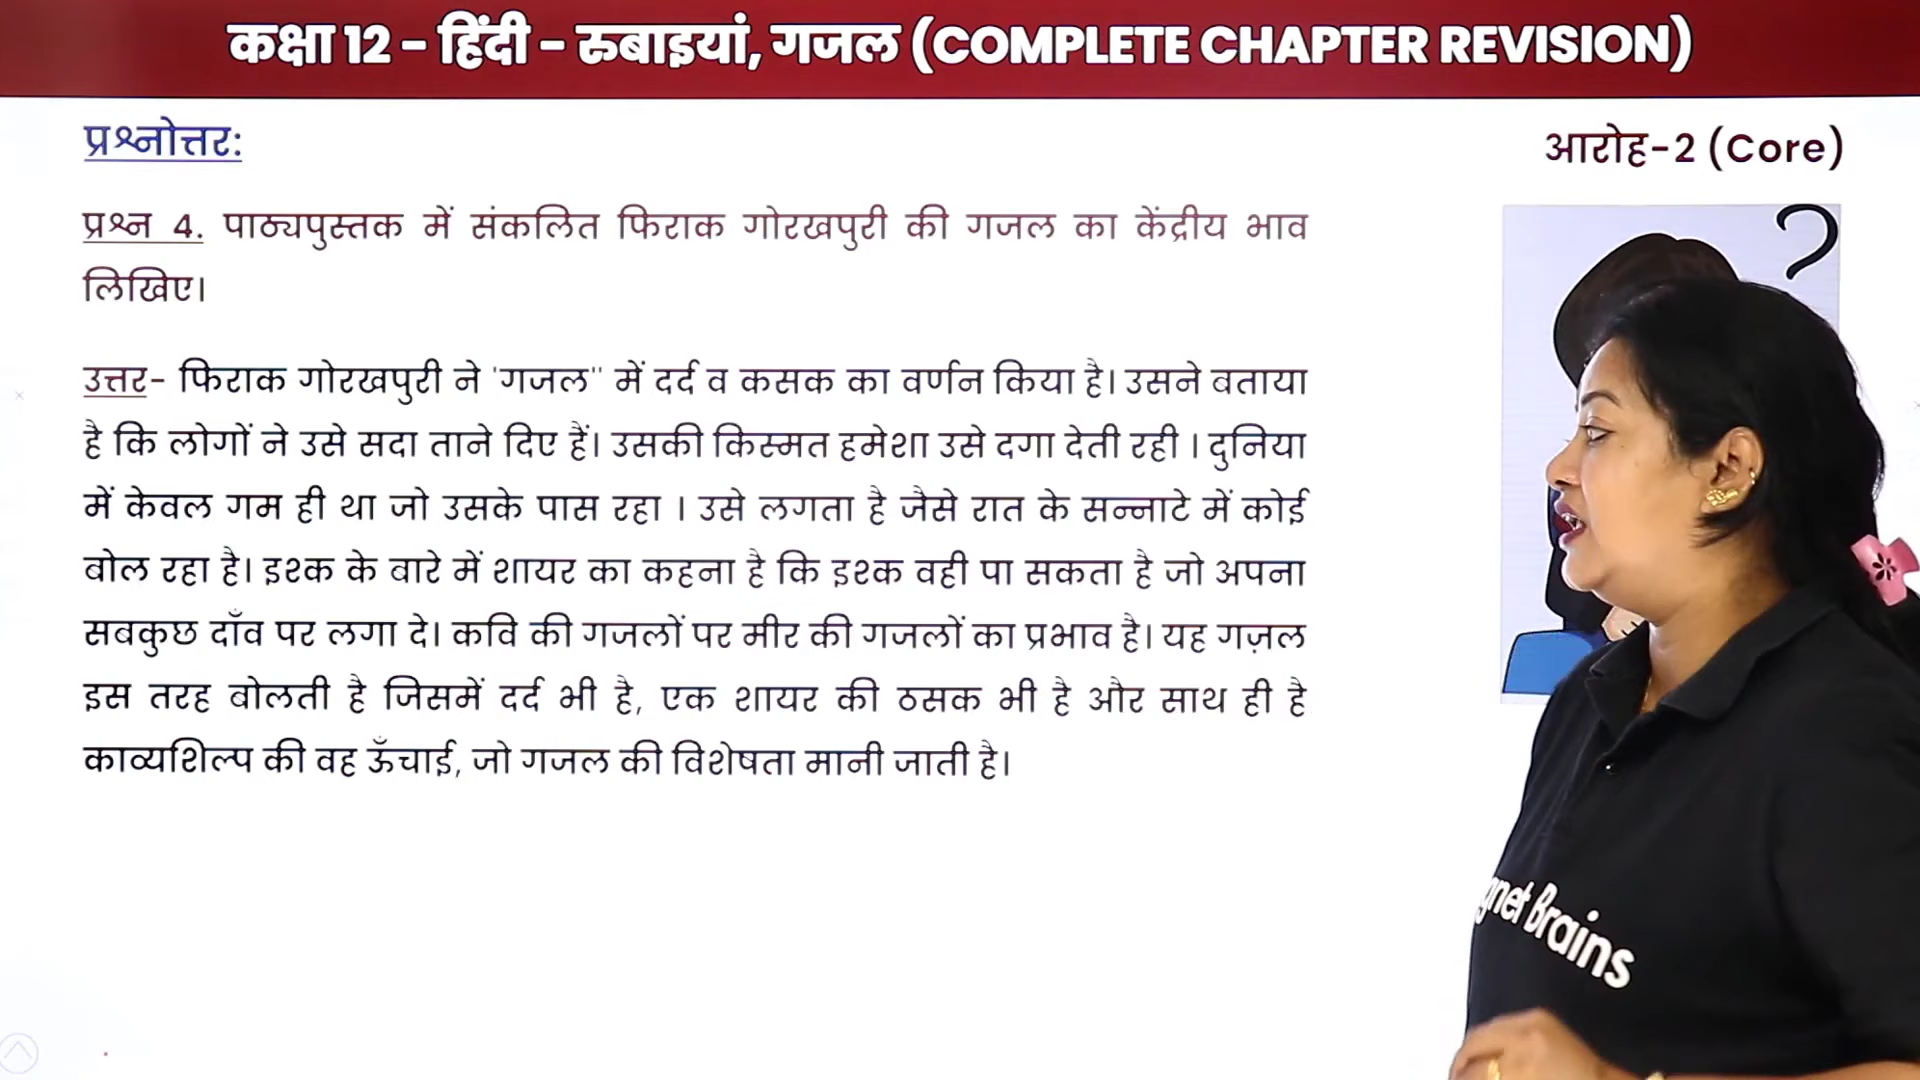 कक्षा 12 - हिंदी - रुबाइयां, गजल (COMPLETE CHAPTER REVISION)
प्रश्नोत्तर:
आरोह-2 (Core)
प्रश्न 4. पाठ्यपुस्तक में संकलित फिराक गोरखपुरी की गजल का केंद्रीय भाव
लिखिए।
?
उत्तर- फिराक गोरखपुरी ने 'गजल'' में दर्द व कसक का वर्णन किया है। उसने बताया
है कि लोगों ने उसे सदा ताने दिए हैं। उसकी किस्मत हमेशा उसे दगा देती रही । दुनिया
में केवल गम ही था जो उसके पास रहा । उसे लगता है जैसे रात के सन्नाटे में कोई
बोल रहा है। इश्क के बारे में शायर का कहना है कि इश्क वही पा सकता है जो अपना
सबकुछ दाँव पर लगा दे। कवि की गजलों पर मीर की गजलों का प्रभाव है। यह गज़ल
इस तरह बोलती है जिसमें दर्द भी है, एक शायर की ठसक भी है और साथ ही है
काव्यशिल्प की वह ऊँचाई, जो गजल की विशेषता मानी जाती है।
Brains